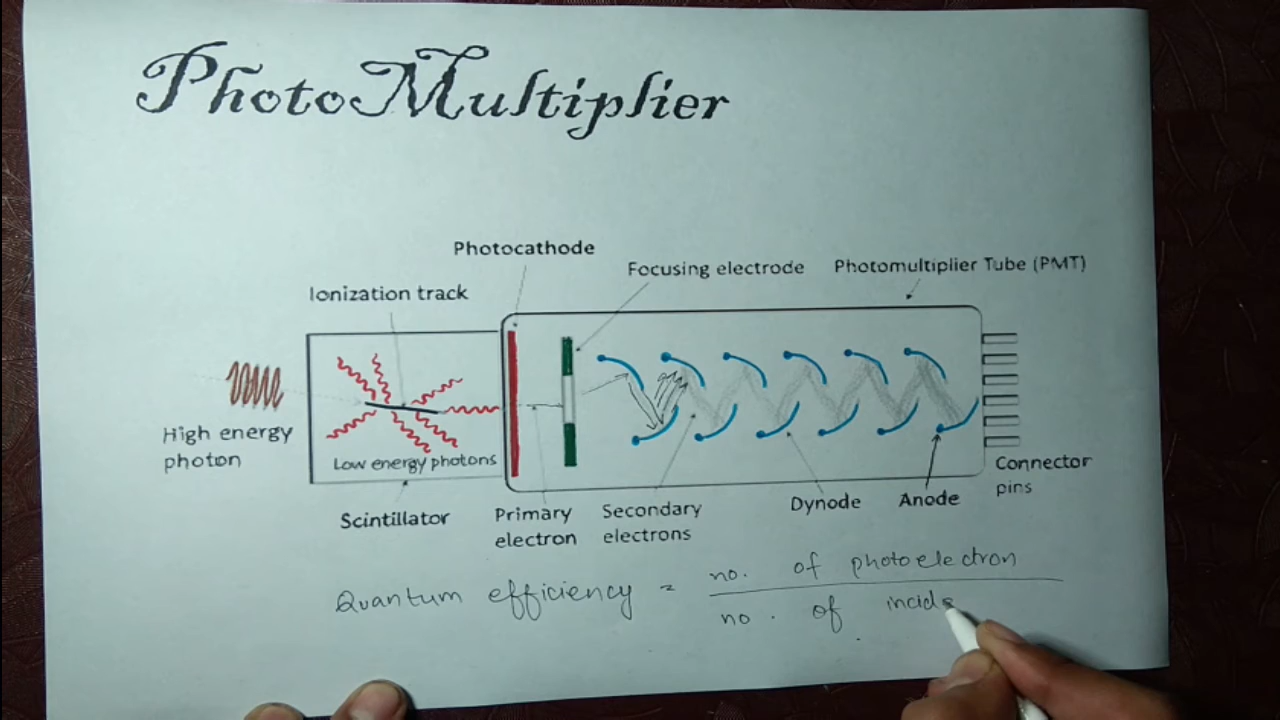 PhotoMultiplier
Photocathode
Focusing electrode
Photomultiplier Tube (PMT)
Ionization track
High energy
photon
Low energy photons
Connector
pins
Scintillator
Primary
electron
Secondary
electrons
Dynode
Anode
Quantum efficiency = no. of photoelectron
no. of incide